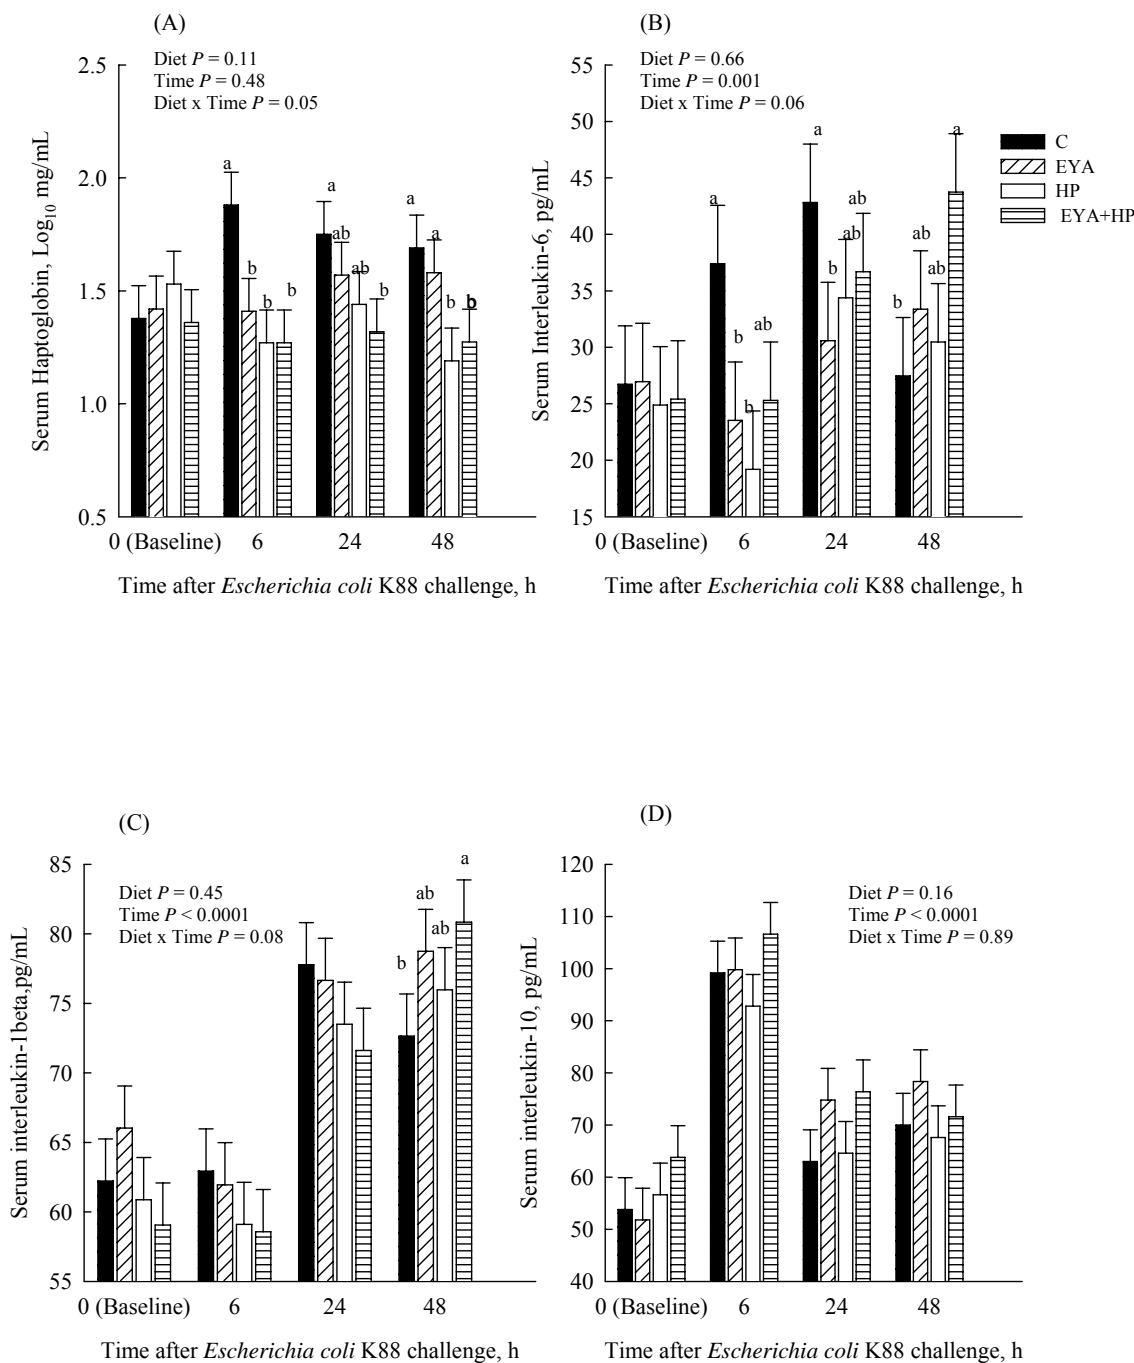 (A)
Diet P = 0.11
Time P = 0.48
Diet x Time P = 0.05
Serum Haptoglobin, Log10 mg/mL
2.5
2.0
1.5
1.0
0.5
a
b
b
b
a
ab
ab
b
a
a
b
b
0 (Baseline) 6 24 48
Time after Escherichia coli K88 challenge, h
(B)
Diet P = 0.66
Time P = 0.001
Diet x Time P = 0.06
Serum Interleukin-6, pg/mL
55
50
45
40
35
30
25
20
15
a
b
b
ab
a
b
ab
ab
b
ab
ab
a
0 (Baseline) 6 24 48
Time after Escherichia coli K88 challenge, h
C
EYA
HP
EYA+HP
(C)
Diet P = 0.45
Time P < 0.0001
Diet x Time P = 0.08
Serum interleukin-1beta,pg/mL
85
80
75
70
65
60
55
b
ab
ab
a
0 (Baseline) 6 24 48
Time after Escherichia coli K88 challenge, h
(D)
Diet P = 0.16
Time P < 0.0001
Diet x Time P = 0.89
Serum interleukin-10, pg/mL
120
110
100
90
80
70
60
50
40
0 (Baseline) 6 24 48
Time after Escherichia coli K88 challenge, h